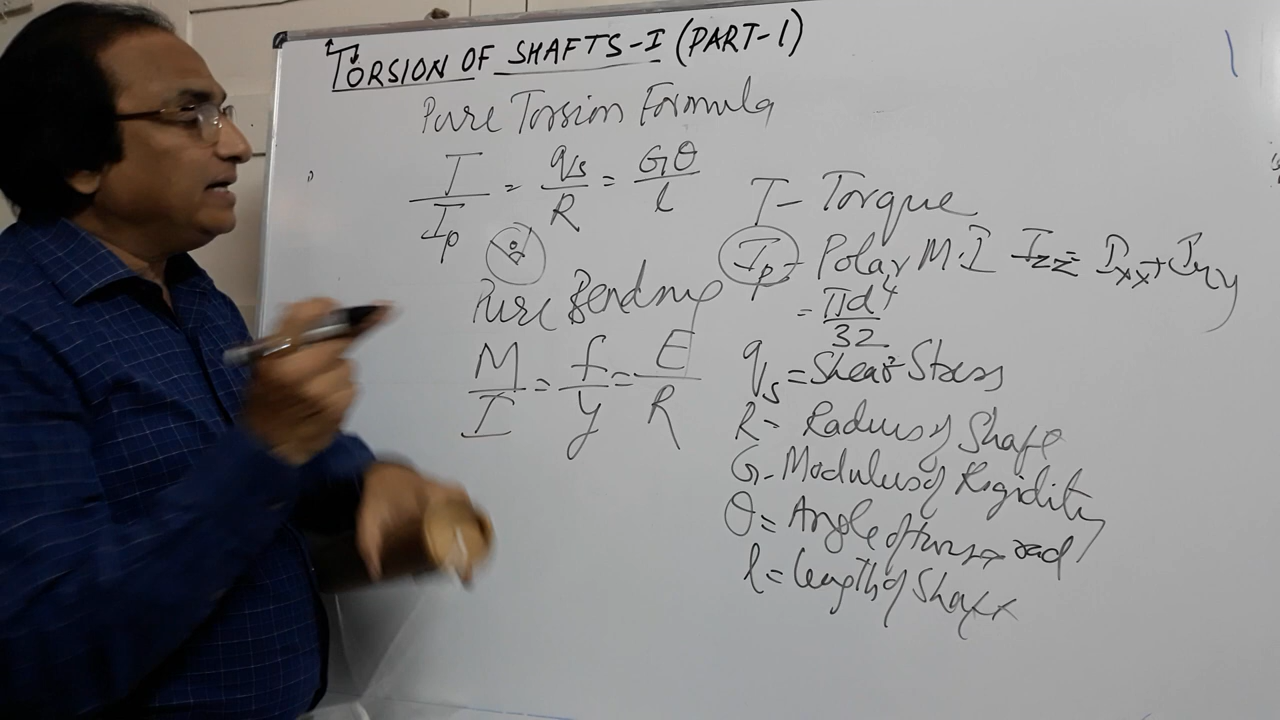 TORSION OF SHAFTS-I (PART-1)
Pure Torsion Formula
T/Ip = qs/R = Gθ/l
T - Torque
Ip - Polar M.I Izz = Ixx + Iyy
= πd⁴/32
Pure Bending
M/I = f/y = E/R
qs = Shear Stress
R - Radius of Shaft
G - Modulus of Rigidity
θ = Angle of twist rad
l = length of Shaft